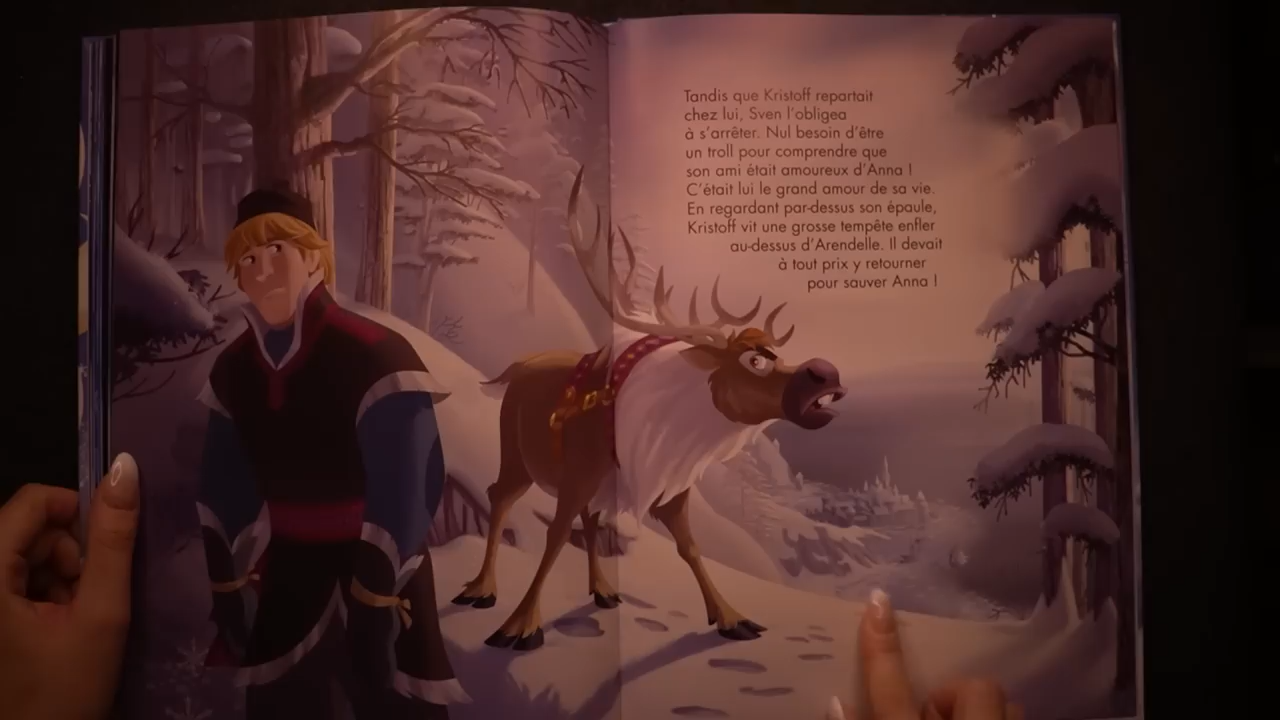 Tandis que Kristoff repartait
chez lui, Sven l'obligea
à s'arrêter. Nul besoin d'être
un troll pour comprendre que
son ami était amoureux d'Anna !
C'était lui le grand amour de sa vie.
En regardant par-dessus son épaule,
Kristoff vit une grosse tempête enfler
au-dessus d'Arendelle. Il devait
à tout prix y retourner
pour sauver Anna !